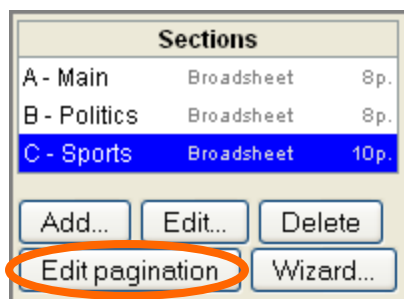 Sections
A - Main Broadsheet 8p.
B - Politics Broadsheet 8p.
C - Sports Broadsheet 10p.
Add... Edit... Delete
Edit pagination Wizard...